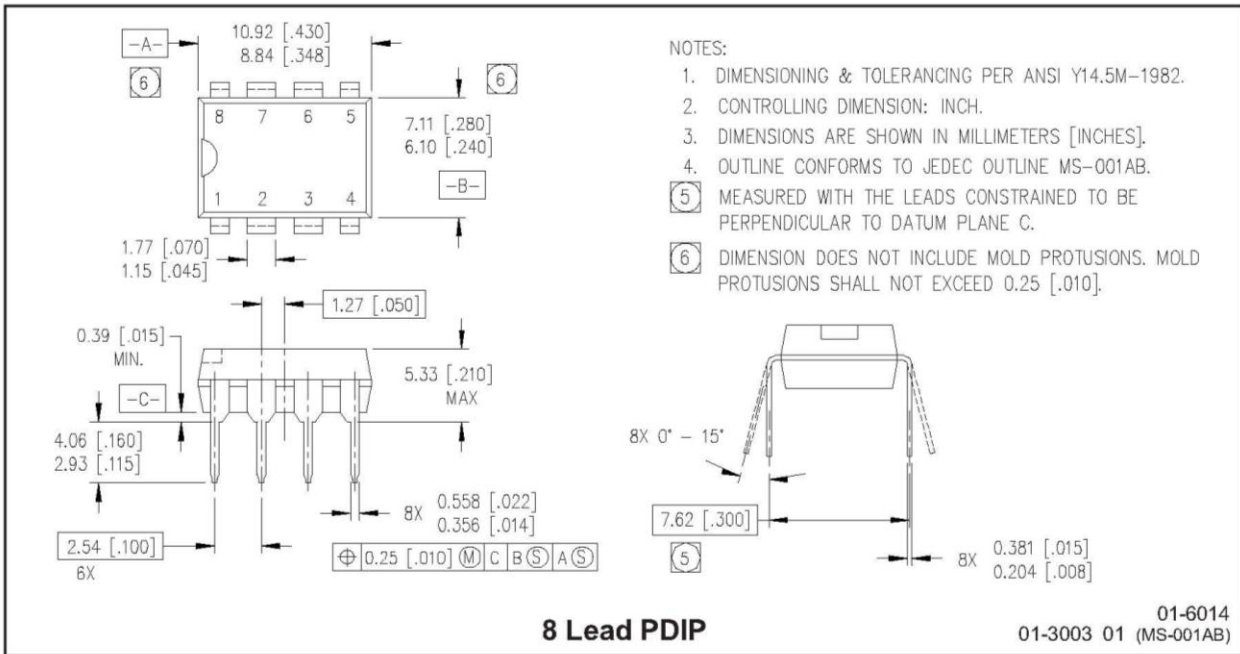 -A-
10.92 [.430]
8.84 [.348]
6
6
8 7 6 5
7.11 [.280]
6.10 [.240]
-B-
1 2 3 4
1.77 [.070]
1.15 [.045]
1.27 [.050]
0.39 [.015]
MIN.
5.33 [.210]
MAX
-C-
4.06 [.160]
2.93 [.115]
8X 0.558 [.022]
0.356 [.014]
2.54 [.100]
6X
⌖ 0.25 [.010] Ⓜ C B Ⓢ A Ⓢ
NOTES:
1. DIMENSIONING & TOLERANCING PER ANSI Y14.5M-1982.
2. CONTROLLING DIMENSION: INCH.
3. DIMENSIONS ARE SHOWN IN MILLIMETERS [INCHES].
4. OUTLINE CONFORMS TO JEDEC OUTLINE MS-001AB.
5 MEASURED WITH THE LEADS CONSTRAINED TO BE
PERPENDICULAR TO DATUM PLANE C.
6 DIMENSION DOES NOT INCLUDE MOLD PROTUSIONS. MOLD
PROTUSIONS SHALL NOT EXCEED 0.25 [.010].
8X 0° - 15°
7.62 [.300]
5
8X 0.381 [.015]
0.204 [.008]
8 Lead PDIP
01-6014
01-3003 01 (MS-001AB)